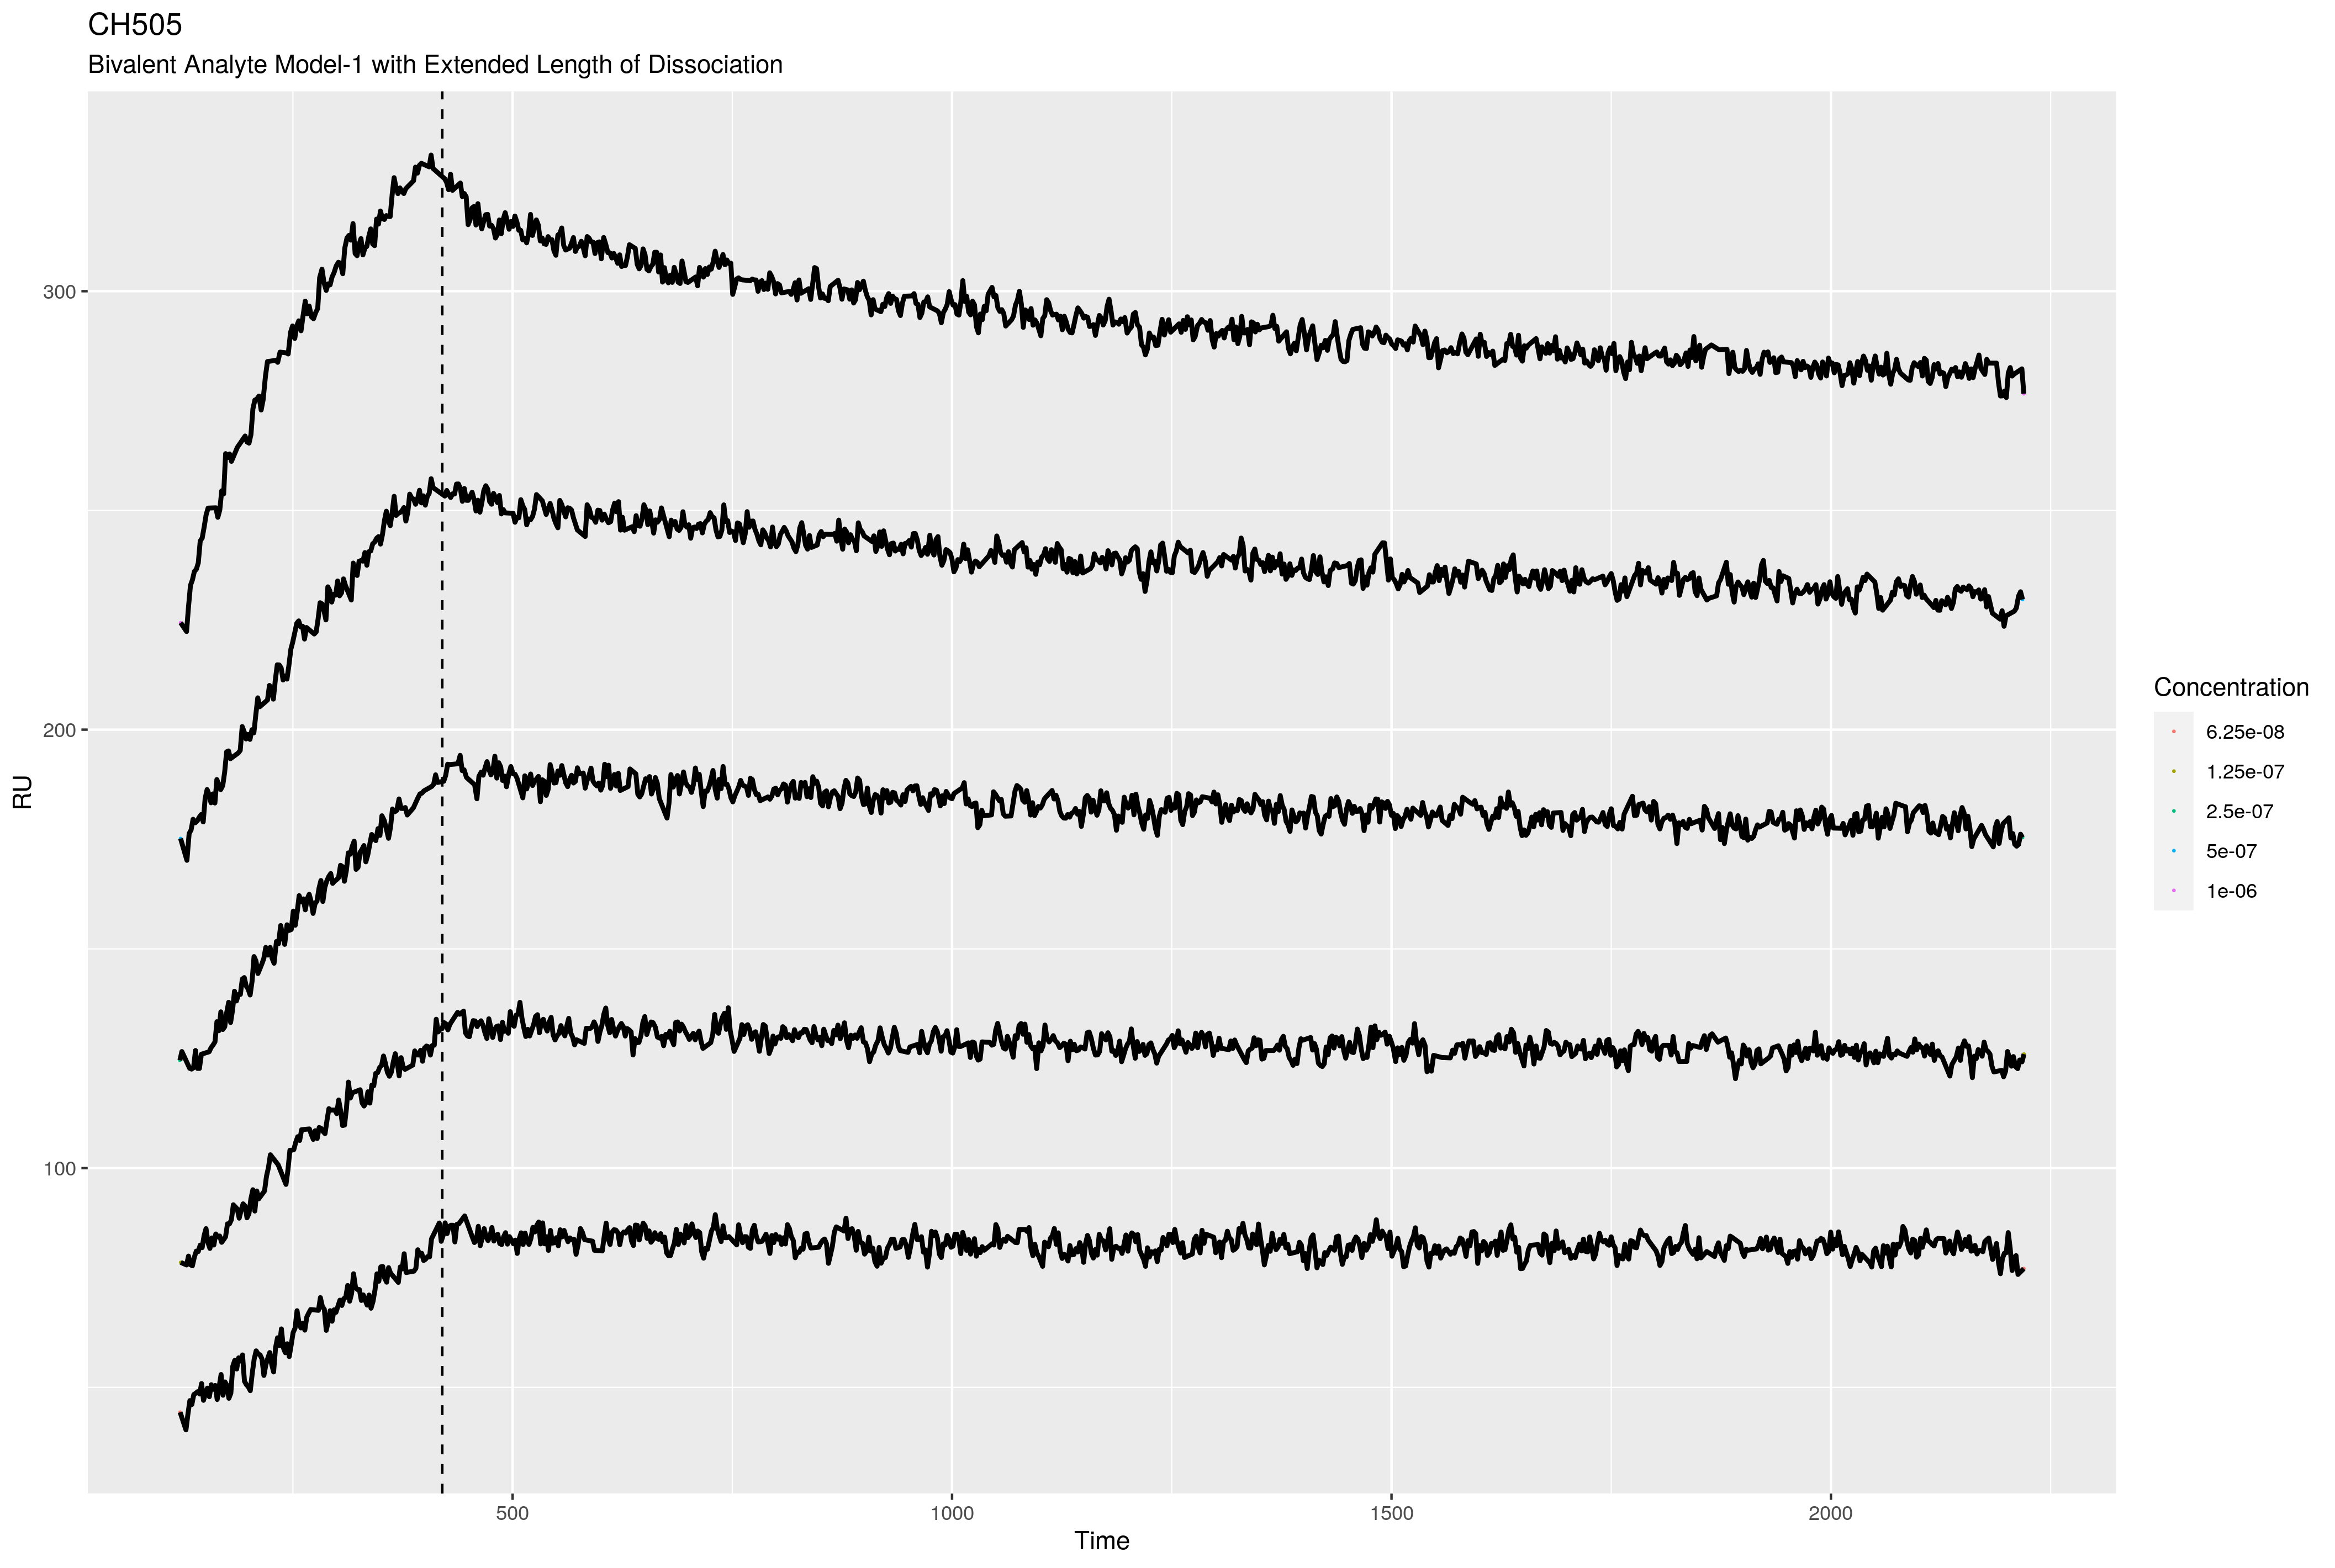 CH505
Bivalent Analyte Model-1 with Extended Length of Dissociation
RU
300
200
100
500
1000
1500
2000
Time
Concentration
6.25e-08
1.25e-07
2.5e-07
5e-07
1e-06